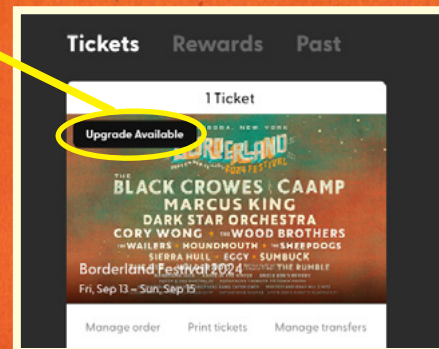 Tickets Rewards Past
1 Ticket
Upgrade Available
NEW YORK
BORDERLAND
2024 FESTIVAL
THE
BLACK CROWES CAAMP
MARCUS KING
DARK STAR ORCHESTRA
CORY WONG THE WOOD BROTHERS
THE WAILERS • HOUNDMOUTH • THE SHEEPDOGS
SIERRA HULL • EGGY • SUMBUCK
THE RUMBLE
Borderland Festival 2024
Fri, Sep 13 – Sun, Sep 15
Manage order Print tickets Manage transfers